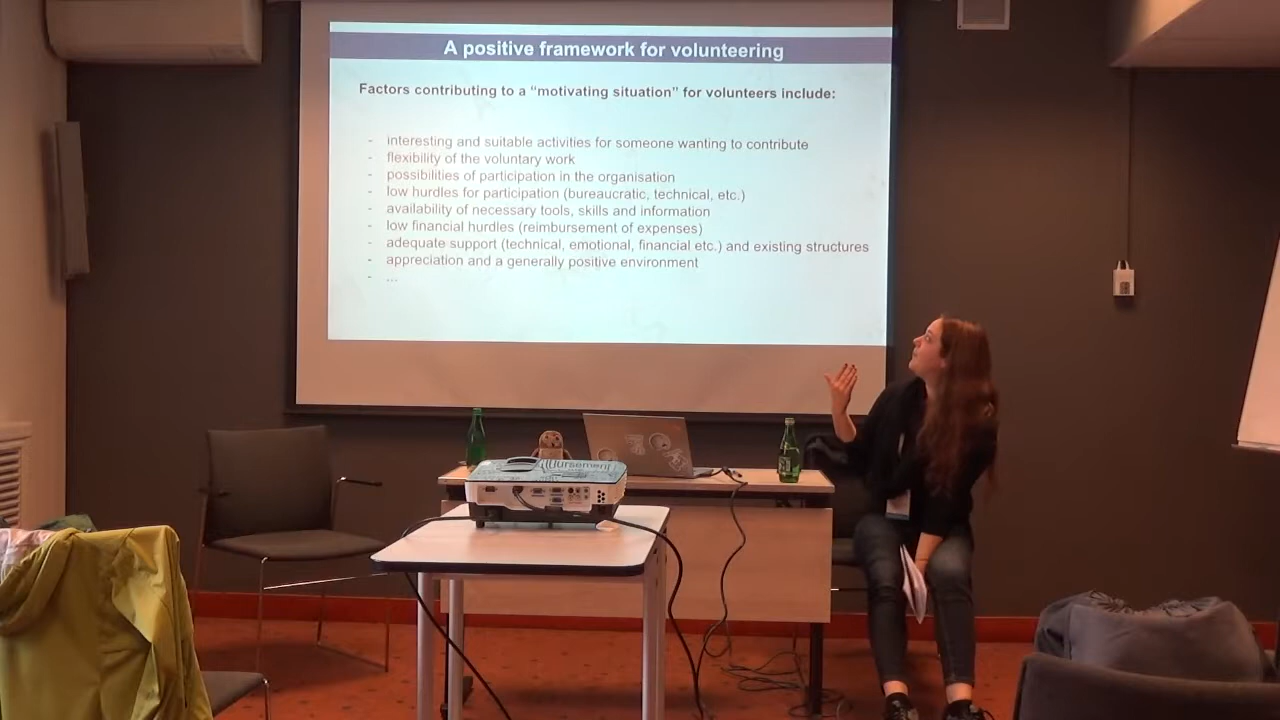 A positive framework for volunteering
Factors contributing to a “motivating situation” for volunteers include:
- interesting and suitable activities for someone wanting to contribute
- flexibility of the voluntary work
- possibilities of participation in the organisation
- low hurdles for participation (bureaucratic, technical, etc.)
- availability of necessary tools, skills and information
- low financial hurdles (reimbursement of expenses)
- adequate support (technical, emotional, financial etc.) and existing structures
- appreciation and a generally positive environment
- ...